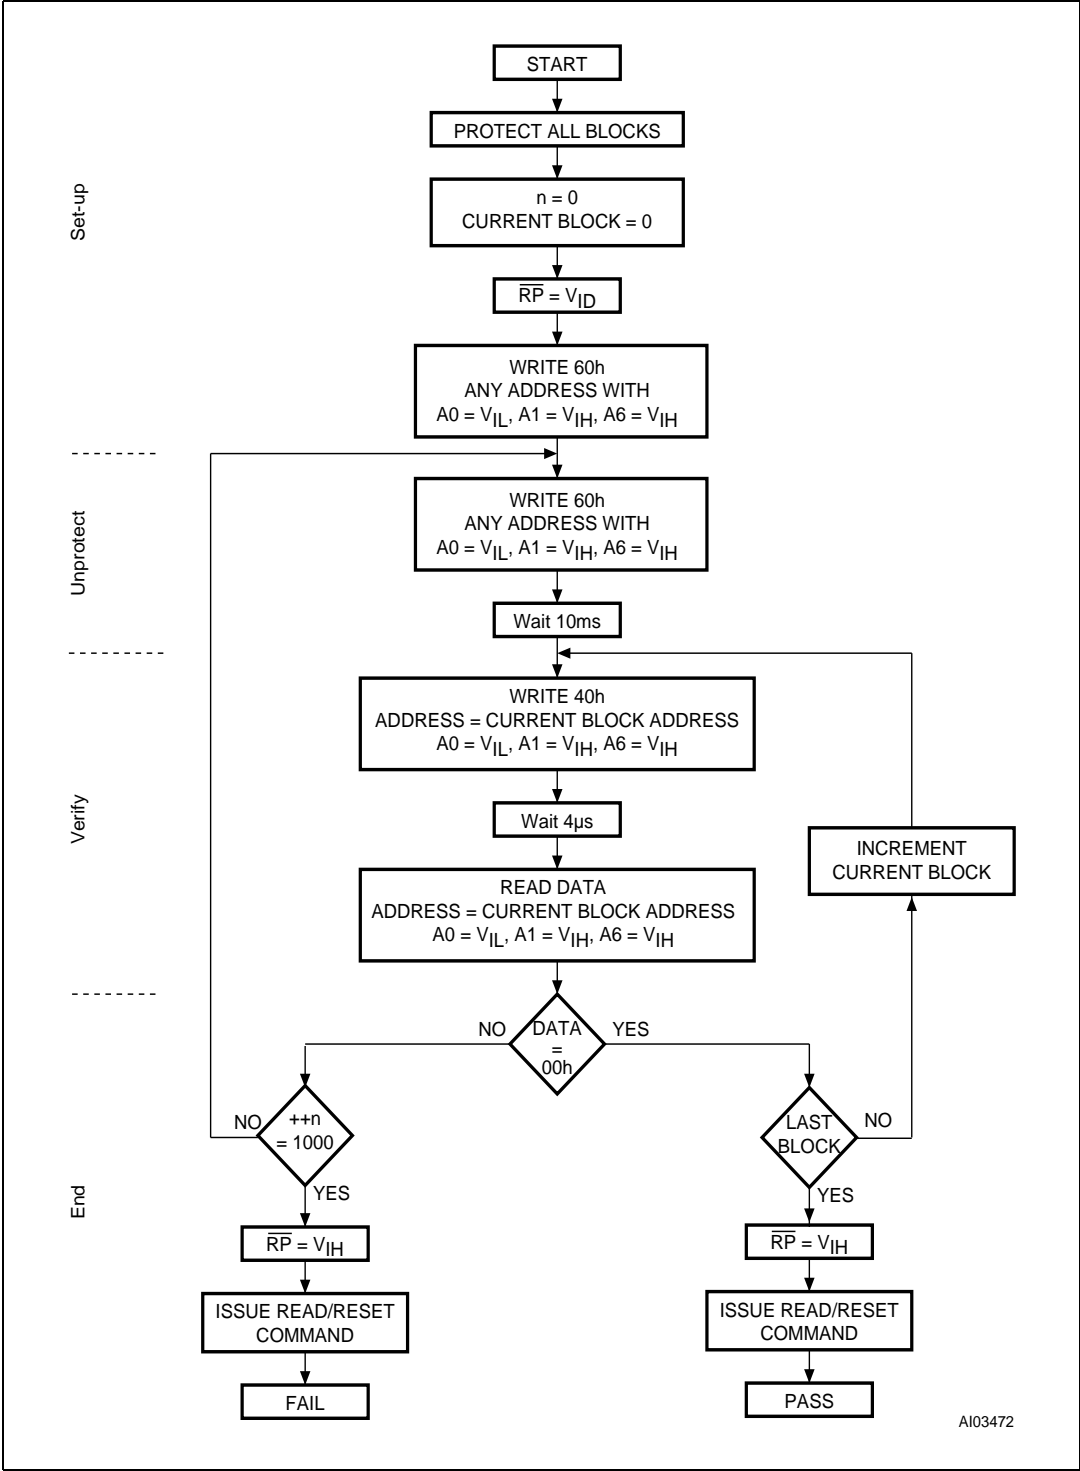 START
PROTECT ALL BLOCKS
Set-up
n = 0
CURRENT BLOCK = 0
RP = VID
WRITE 60h
ANY ADDRESS WITH
A0 = VIL, A1 = VIH, A6 = VIH
Unprotect
WRITE 60h
ANY ADDRESS WITH
A0 = VIL, A1 = VIH, A6 = VIH
Wait 10ms
Verify
WRITE 40h
ADDRESS = CURRENT BLOCK ADDRESS
A0 = VIL, A1 = VIH, A6 = VIH
Wait 4µs
INCREMENT
CURRENT BLOCK
READ DATA
ADDRESS = CURRENT BLOCK ADDRESS
A0 = VIL, A1 = VIH, A6 = VIH
End
NO
DATA
=
00h
YES
NO
++n
= 1000
YES
LAST
BLOCK
NO
YES
RP = VIH
RP = VIH
ISSUE READ/RESET
COMMAND
ISSUE READ/RESET
COMMAND
FAIL
PASS
AI03472